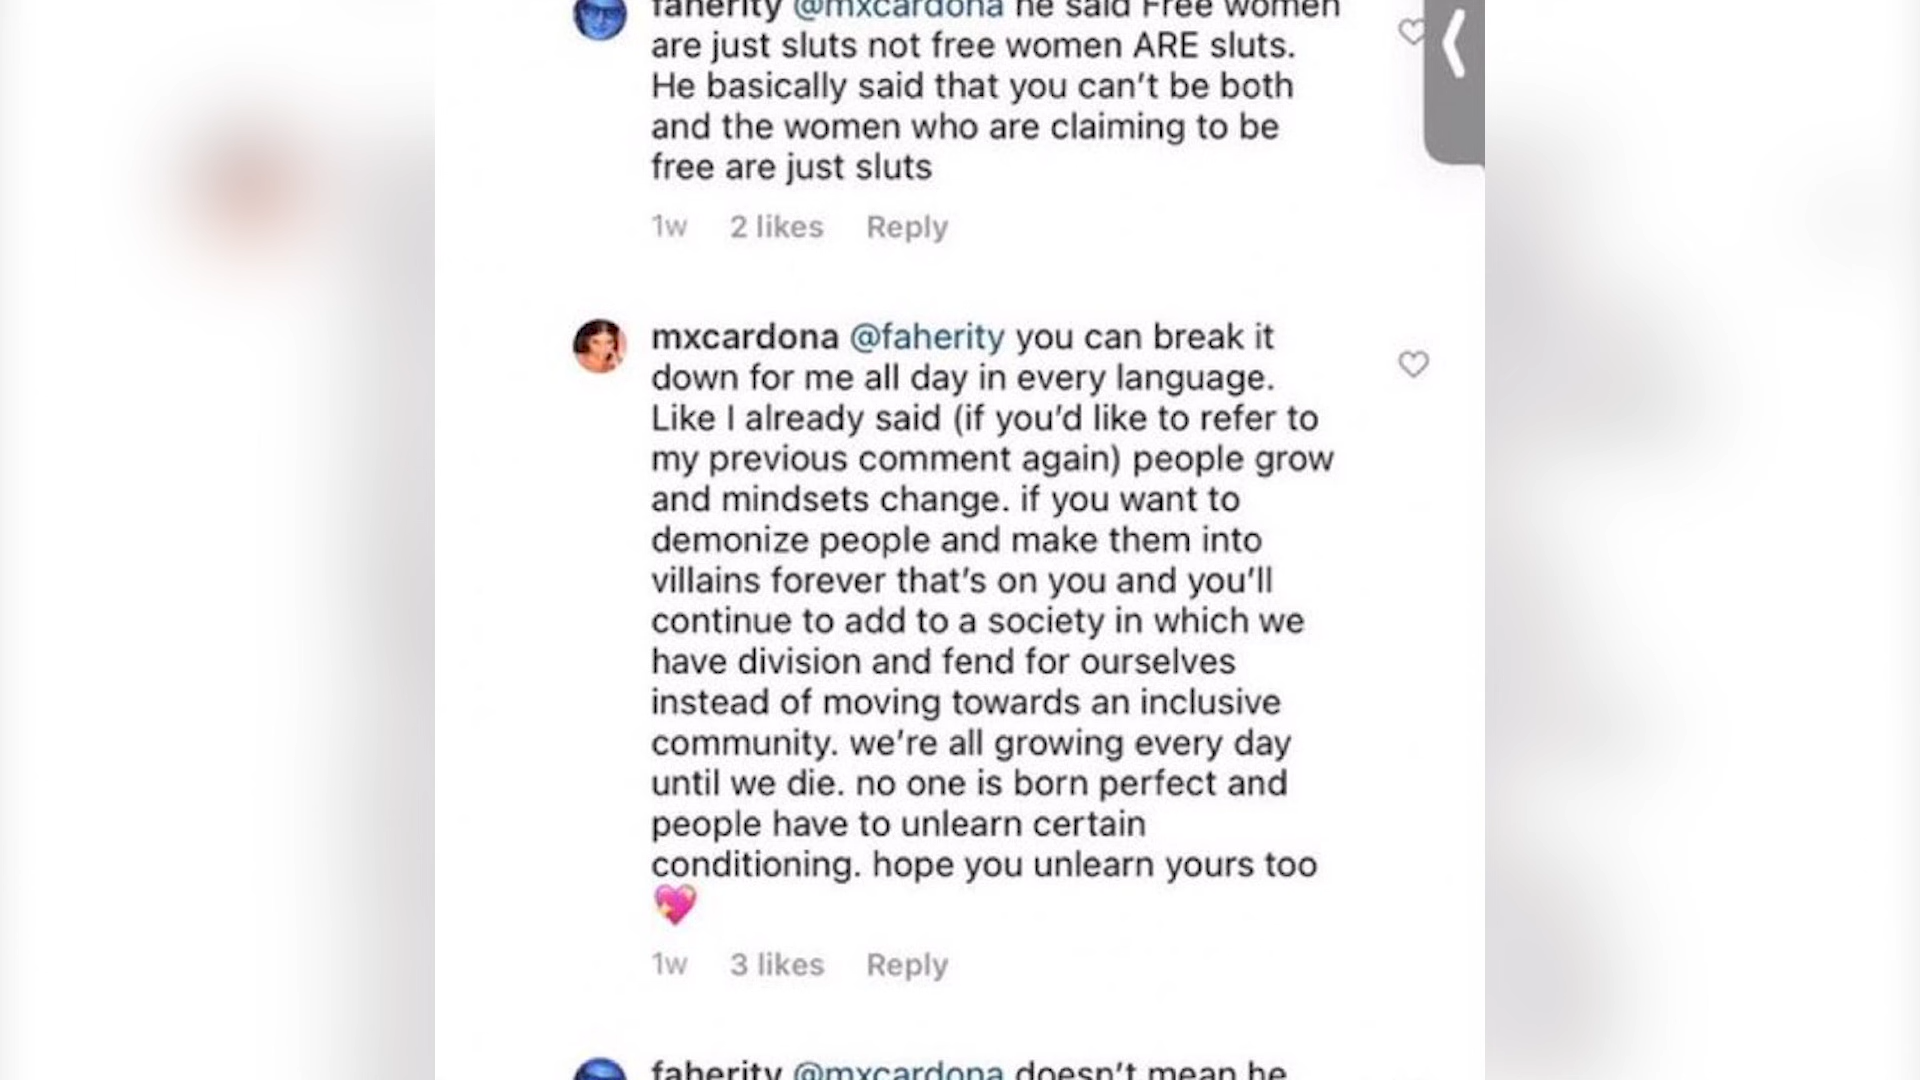 faherity @mxcardona he said Free women
are just sluts not free women ARE sluts.
He basically said that you can't be both
and the women who are claiming to be
free are just sluts
1w 2 likes Reply
mxcardona @faherity you can break it
down for me all day in every language.
Like I already said (if you'd like to refer to
my previous comment again) people grow
and mindsets change. if you want to
demonize people and make them into
villains forever that's on you and you'll
continue to add to a society in which we
have division and fend for ourselves
instead of moving towards an inclusive
community. we're all growing every day
until we die. no one is born perfect and
people have to unlearn certain
conditioning. hope you unlearn yours too
💖
1w 3 likes Reply
faherity @mxcardona doesn't mean he